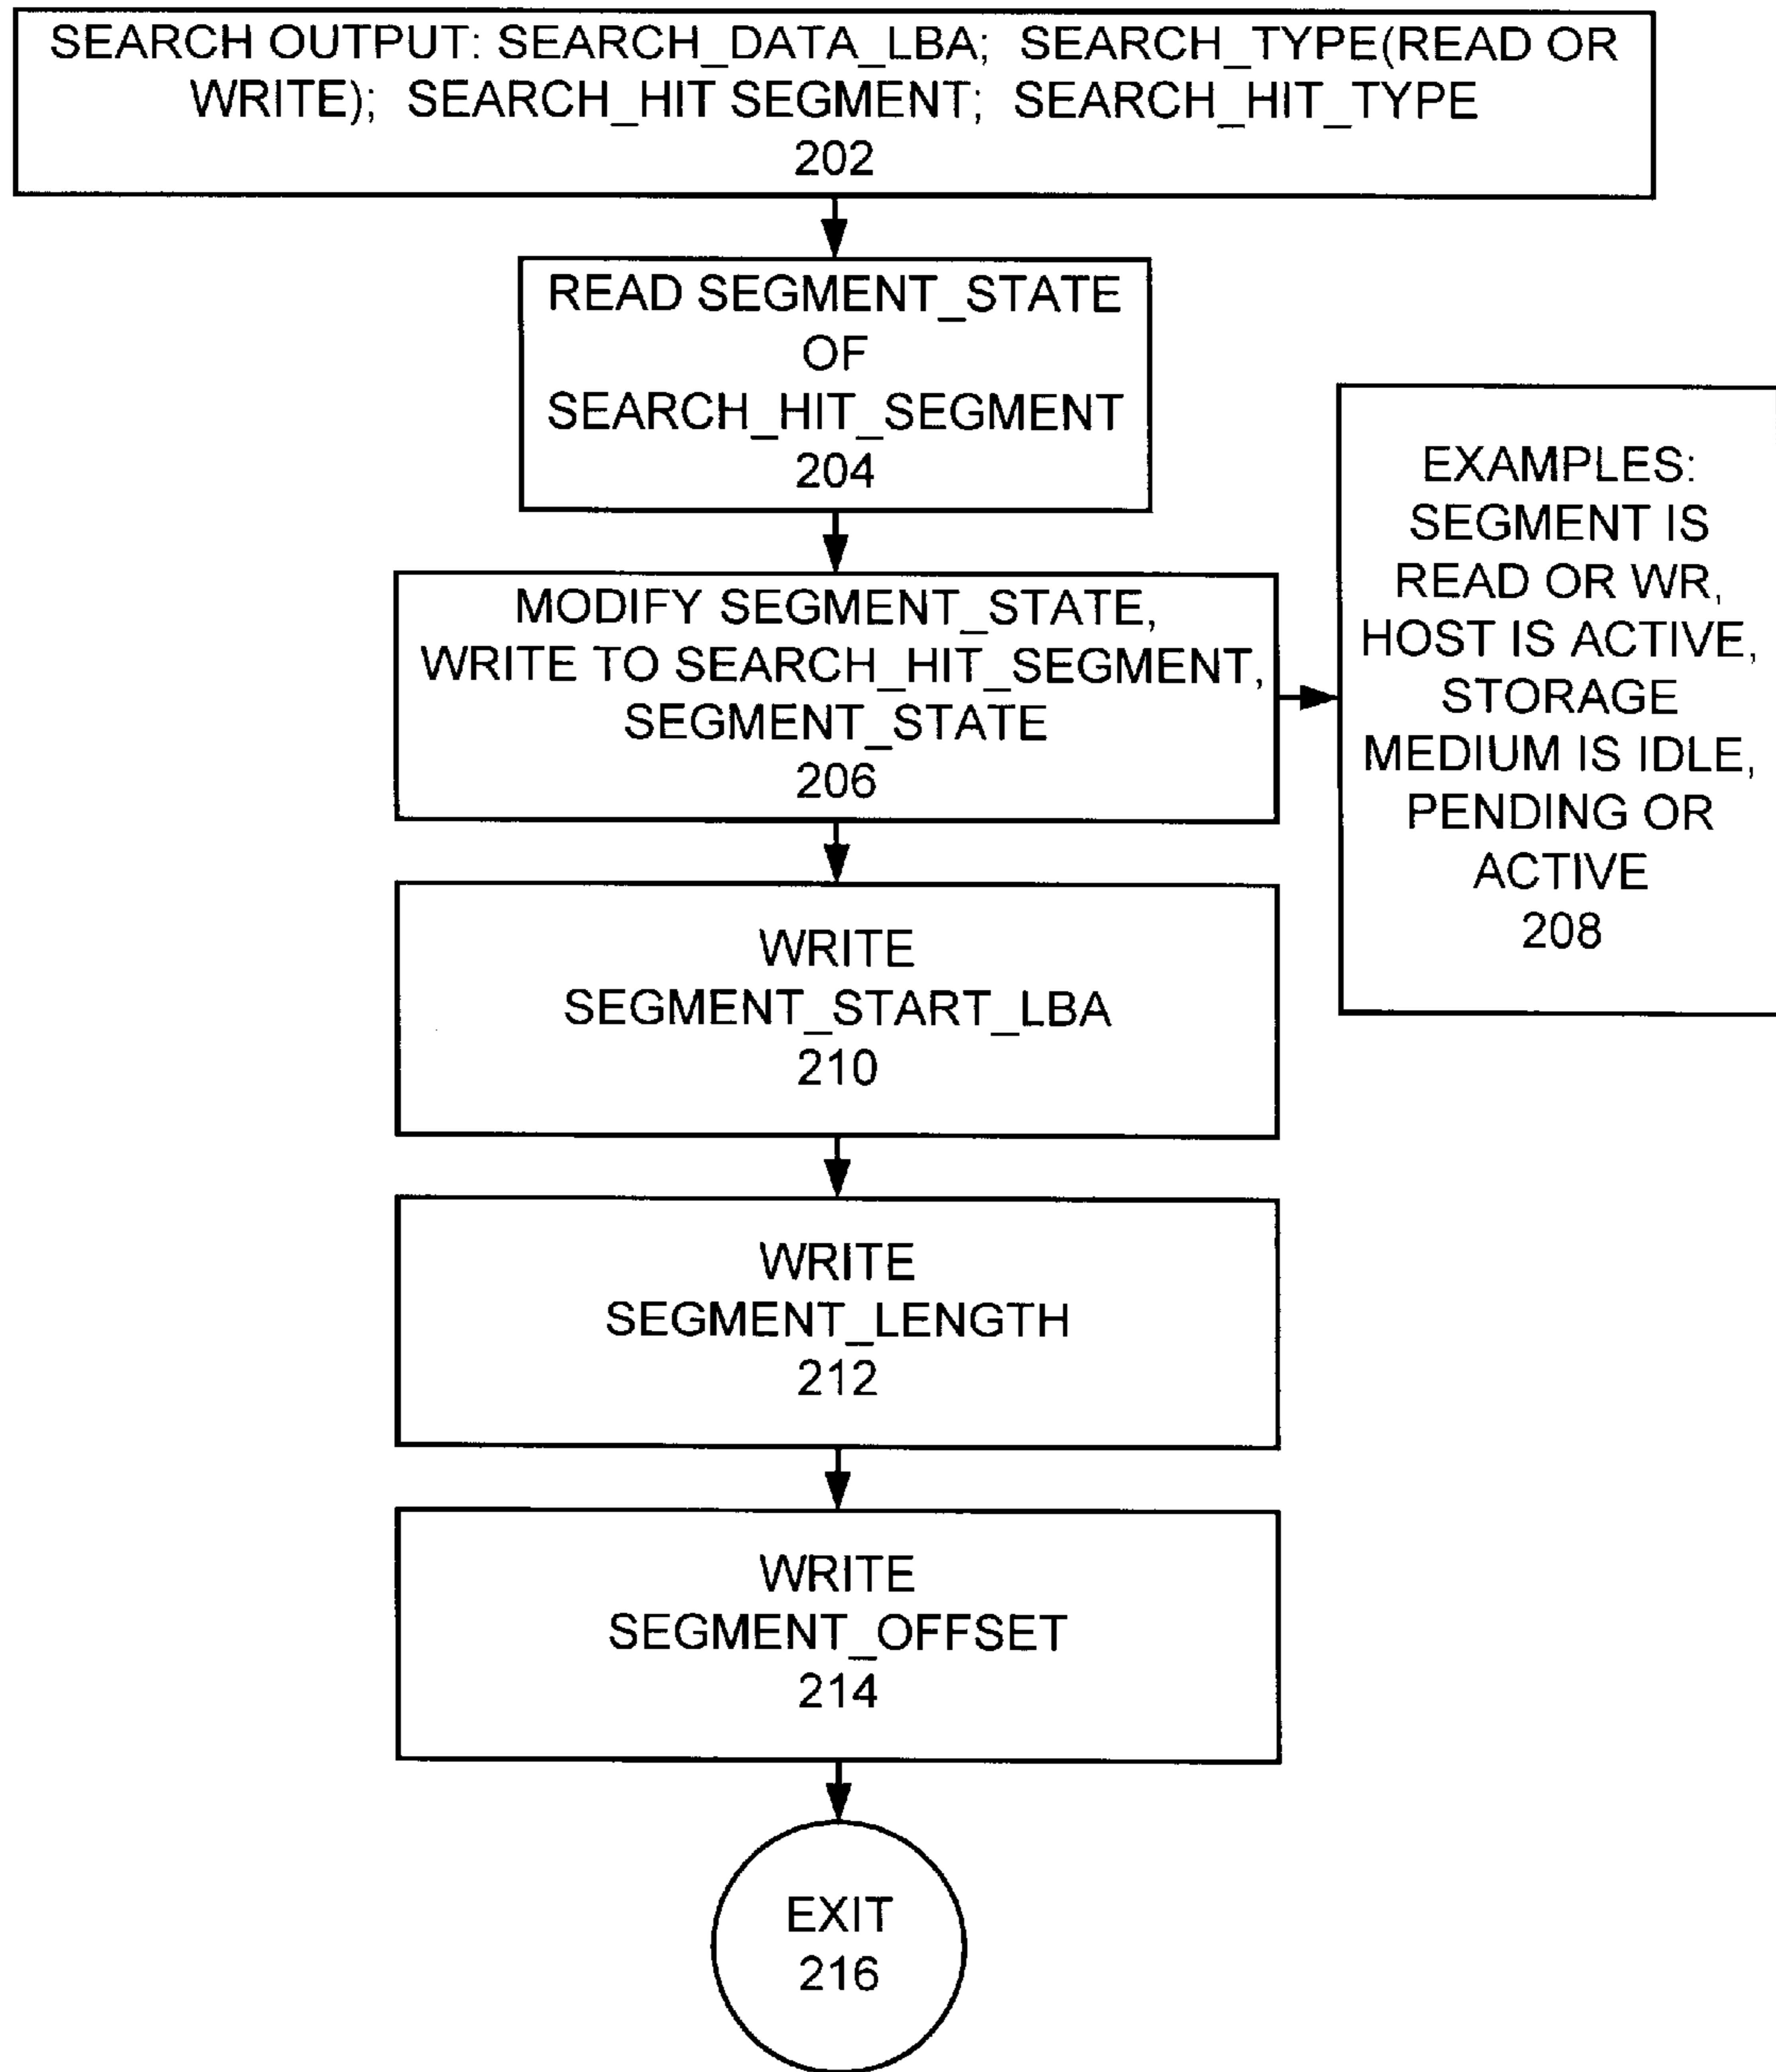 SEARCH OUTPUT: SEARCH_DATA_LBA; SEARCH_TYPE(READ OR
WRITE); SEARCH_HIT SEGMENT; SEARCH_HIT_TYPE
202
READ SEGMENT_STATE
OF
SEARCH_HIT_SEGMENT
204
MODIFY SEGMENT_STATE,
WRITE TO SEARCH_HIT_SEGMENT,
SEGMENT_STATE
206
EXAMPLES:
SEGMENT IS
READ OR WR,
HOST IS ACTIVE,
STORAGE
MEDIUM IS IDLE,
PENDING OR
ACTIVE
208
WRITE
SEGMENT_START_LBA
210
WRITE
SEGMENT_LENGTH
212
WRITE
SEGMENT_OFFSET
214
EXIT
216